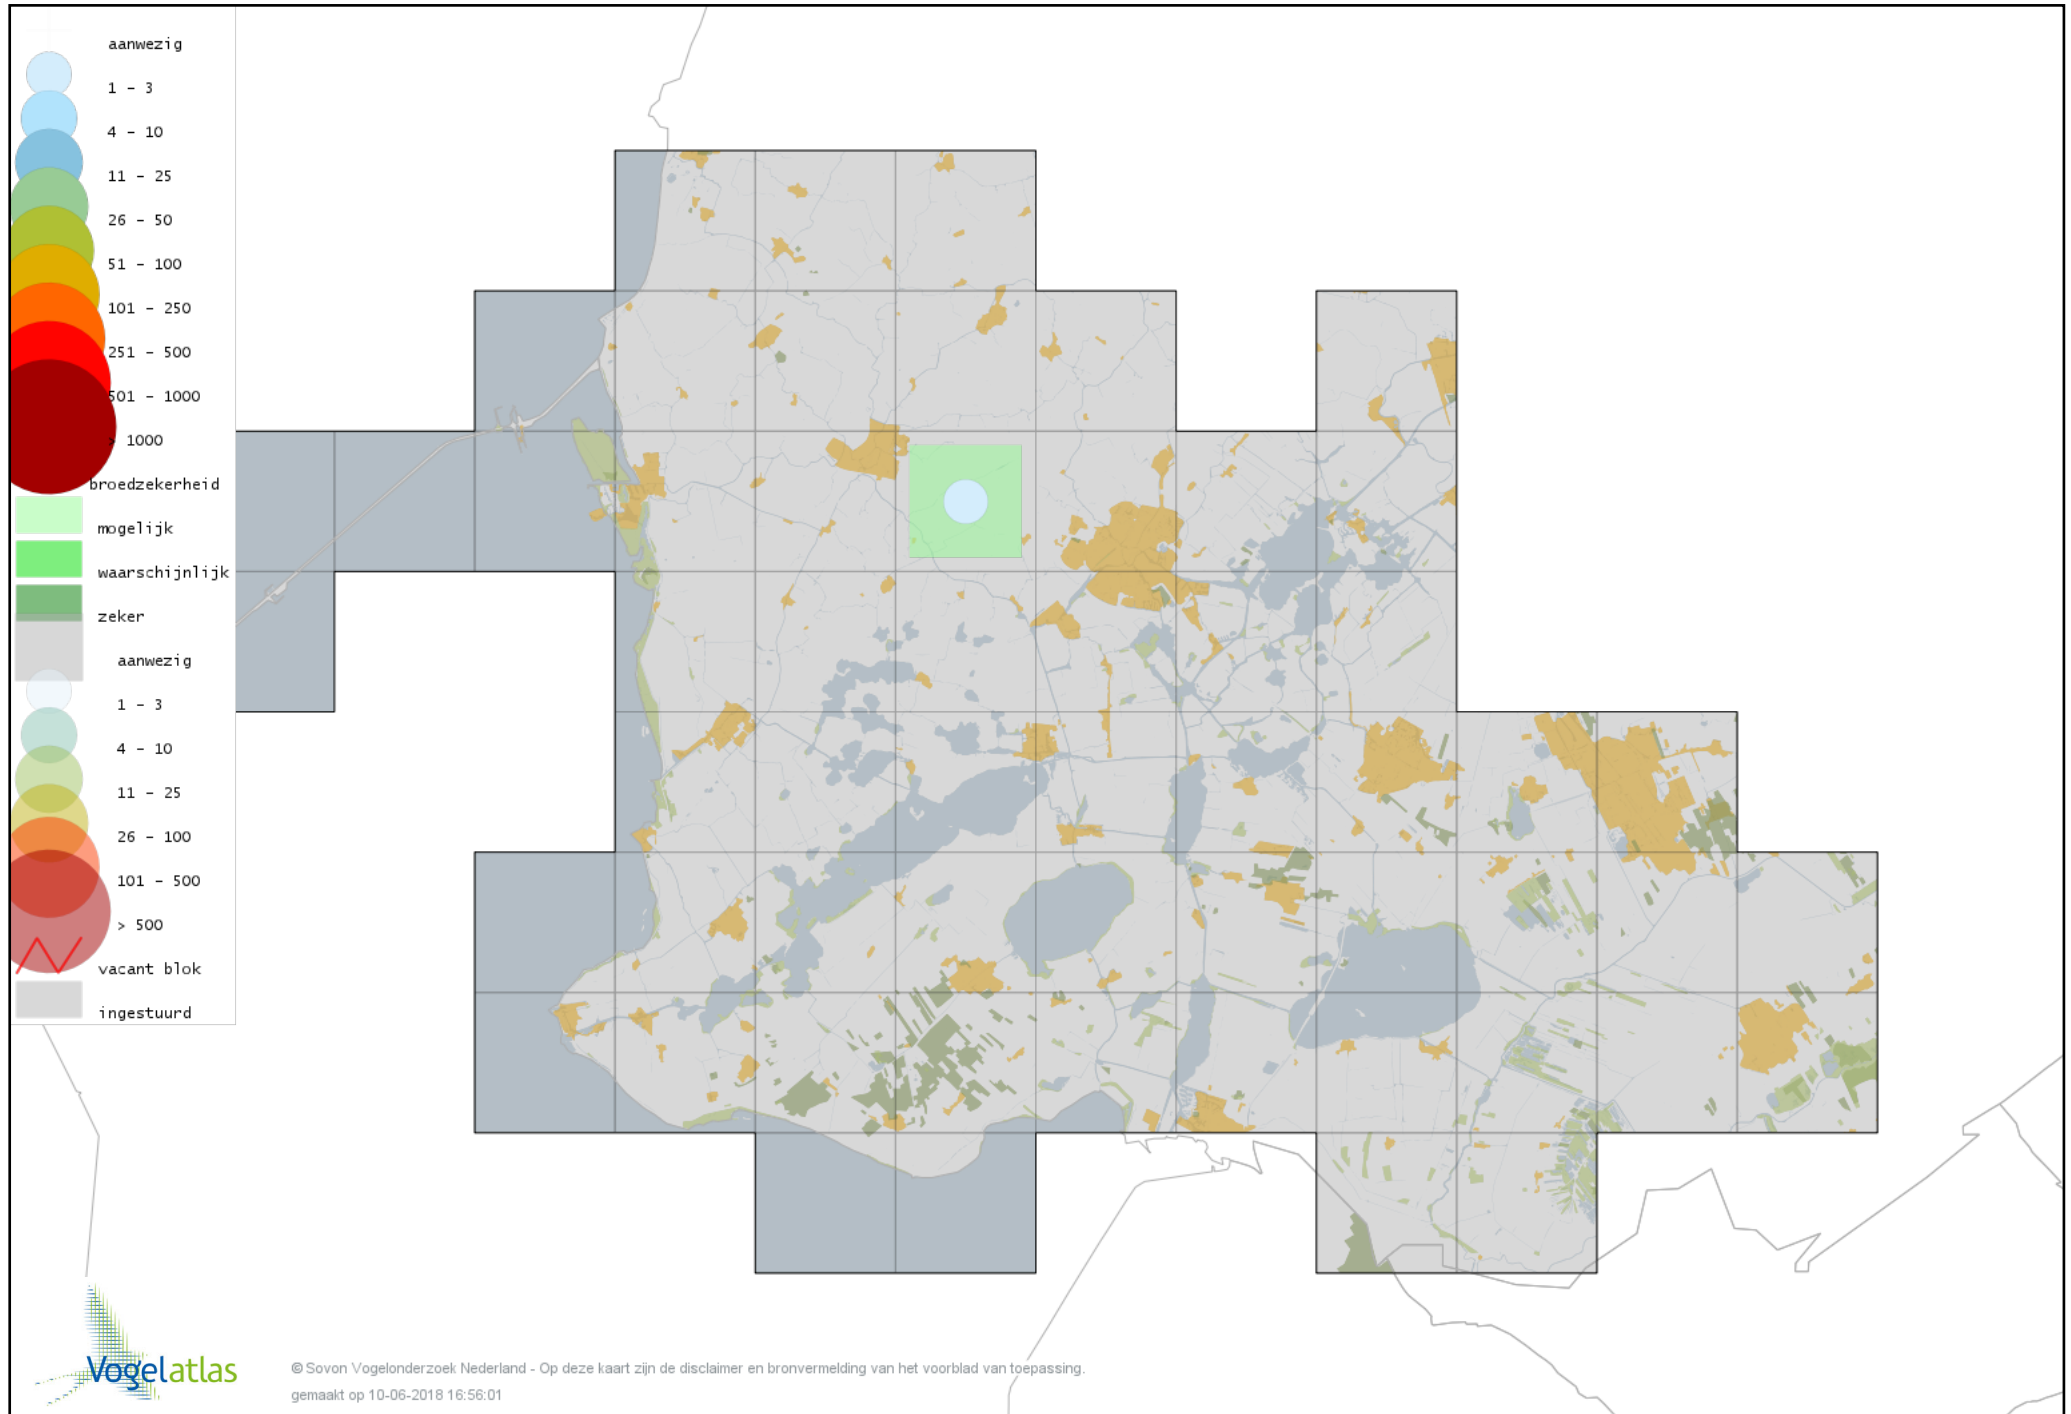 aanwezig
1 - 3
4 - 10
11 - 25
26 - 50
51 - 100
101 - 250
251 - 500
501 - 1000
> 1000
broedzekerheid
mogelijk
waarschijnlijk
zeker
aanwezig
1 - 3
4 - 10
11 - 25
26 - 100
101 - 500
> 500
vacant blok
ingestuurd
Vogelatlas
© Sovon Vogelonderzoek Nederland - Op deze kaart zijn de disclaimer en bronvermelding van het voorblad van toepassing.
gemaakt op 10-06-2018 16:56:01